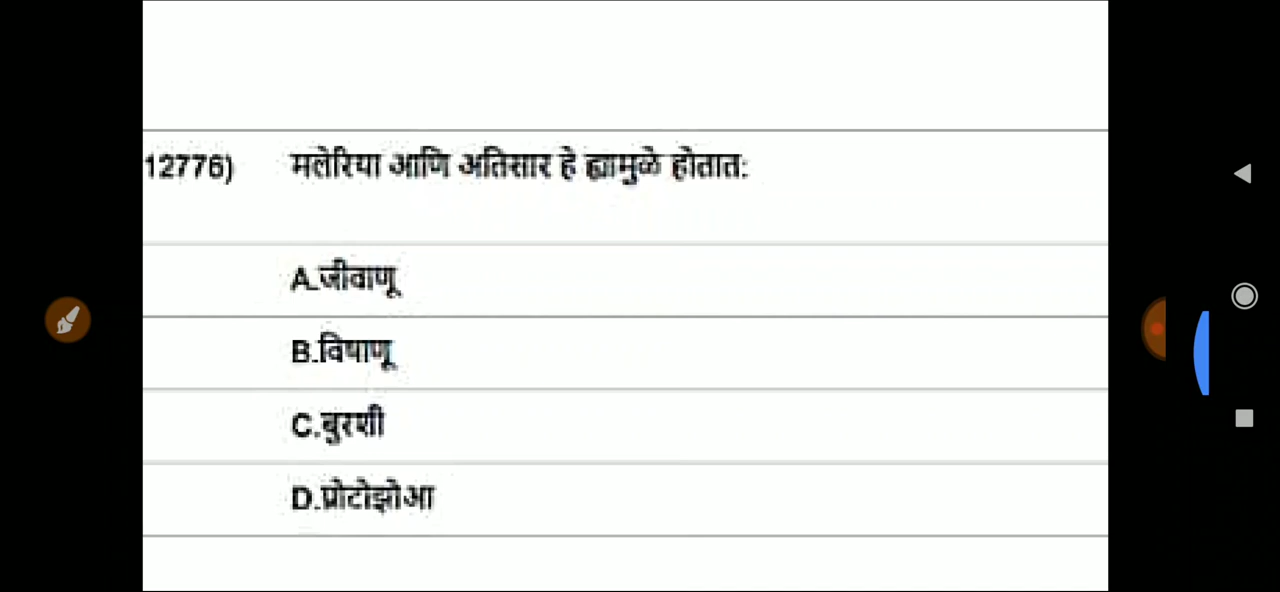 12776) मलेरिया आणि अतिसार हे ह्यामुळे होतात:
A.जीवाणू
B.विषाणू
C.बुरशी
D.प्रोटोझोआ